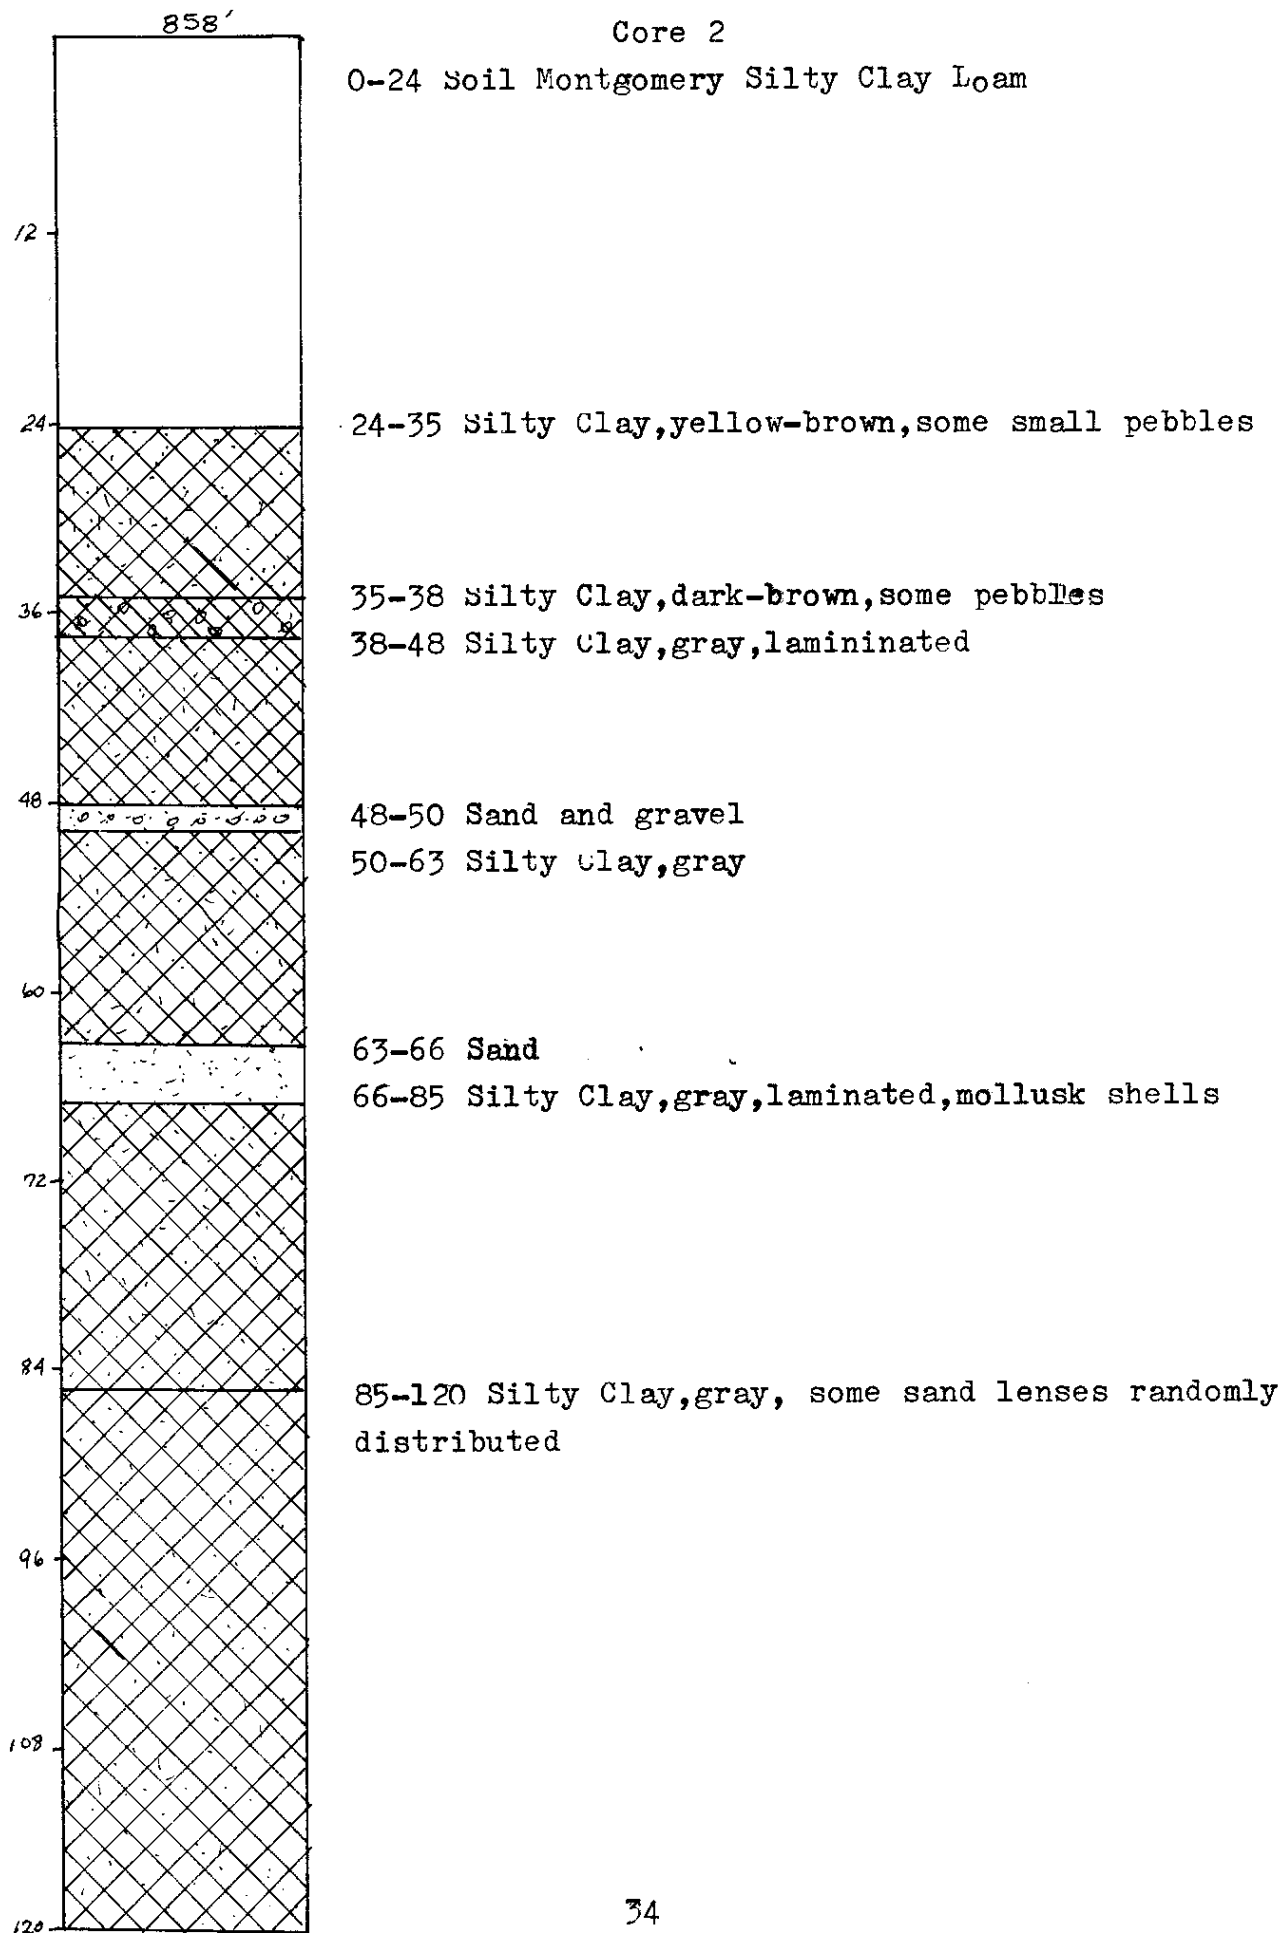 858'
Core 2
0-24 Soil Montgomery Silty Clay Loam
12
24
24-35 Silty Clay,yellow-brown,some small pebbles
35-38 Silty Clay,dark-brown,some pebbles
36
38-48 Silty Clay,gray,lamininated
48
48-50 Sand and gravel
50-63 Silty Clay,gray
60
63-66 Sand
66-85 Silty Clay,gray,laminated,mollusk shells
72
84
85-120 Silty Clay,gray, some sand lenses randomly
distributed
96
108
34
120